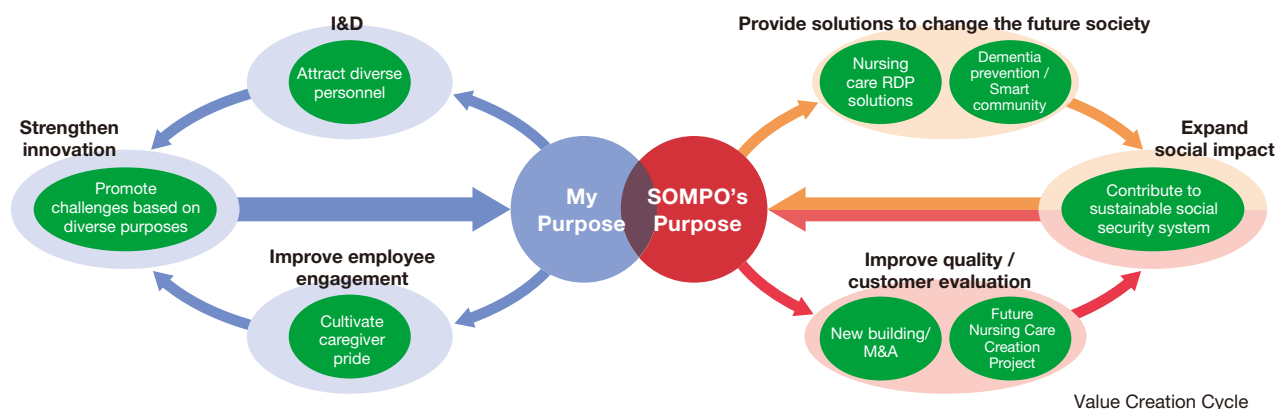 I&D
Attract diverse
personnel
Strengthen
innovation
Promote
challenges based on
diverse purposes
Improve employee
engagement
Cultivate
caregiver
pride
My
Purpose
SOMPO's
Purpose
Provide solutions to change the future society
Nursing
care RDP
solutions
Dementia
prevention /
Smart
community
Expand
social impact
Contribute to
sustainable social
security system
Improve quality /
customer evaluation
New building/
M&A
Future
Nursing Care
Creation
Project
Value Creation Cycle